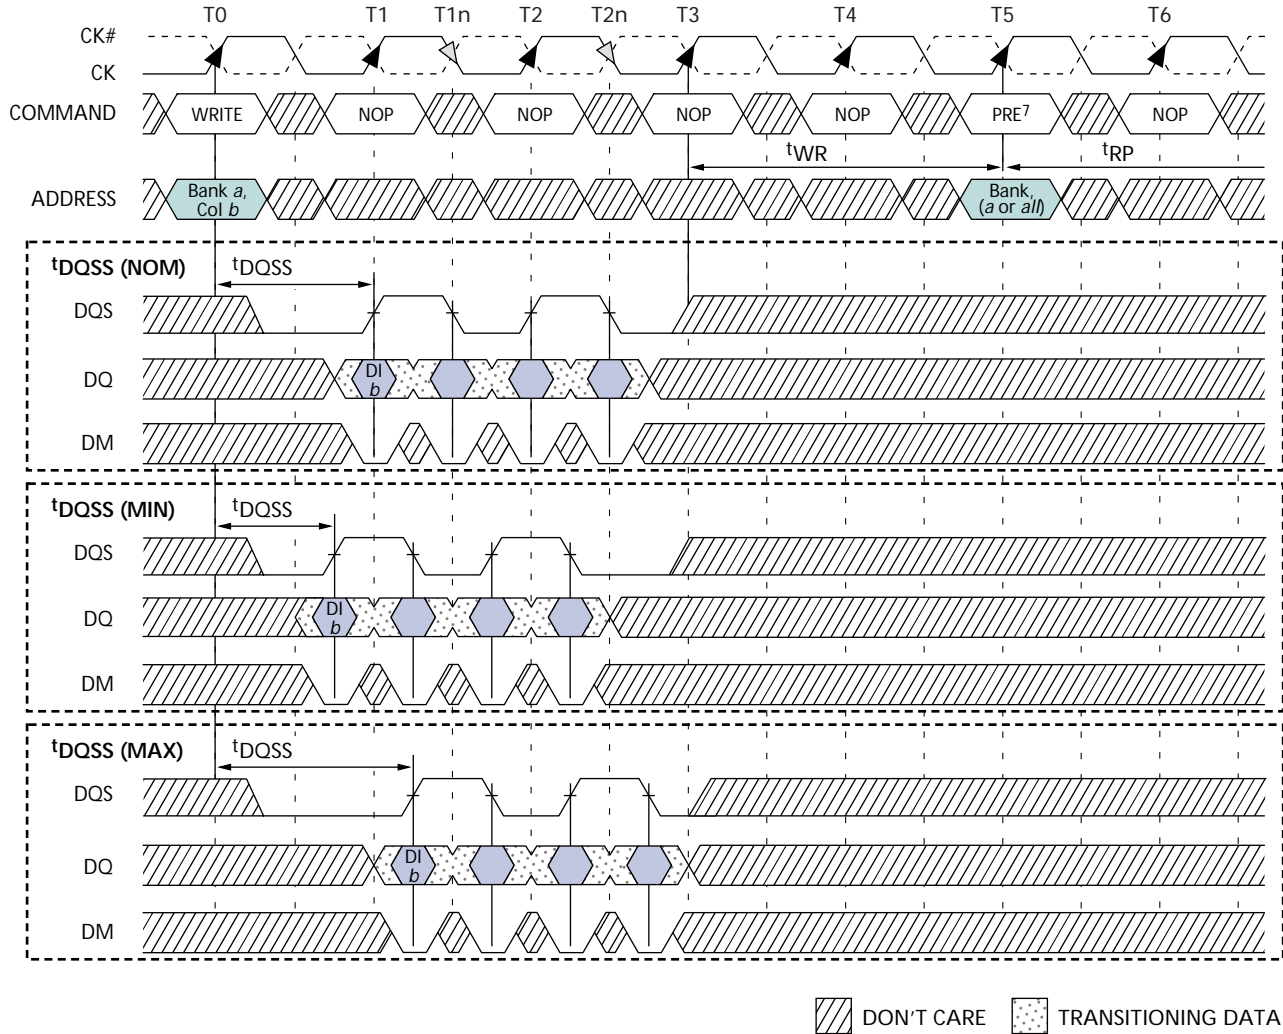 T0 T1 T1n T2 T2n T3 T4 T5 T6
CK#
CK
COMMAND WRITE NOP NOP NOP NOP PRE7 NOP
tWR tRP
ADDRESS Bank a, Col b Bank, (a or all)
tDQSS (NOM) tDQSS
DQS
DQ DI b
DM
tDQSS (MIN) tDQSS
DQS
DQ DI b
DM
tDQSS (MAX) tDQSS
DQS
DQ DI b
DM
DON'T CARE TRANSITIONING DATA